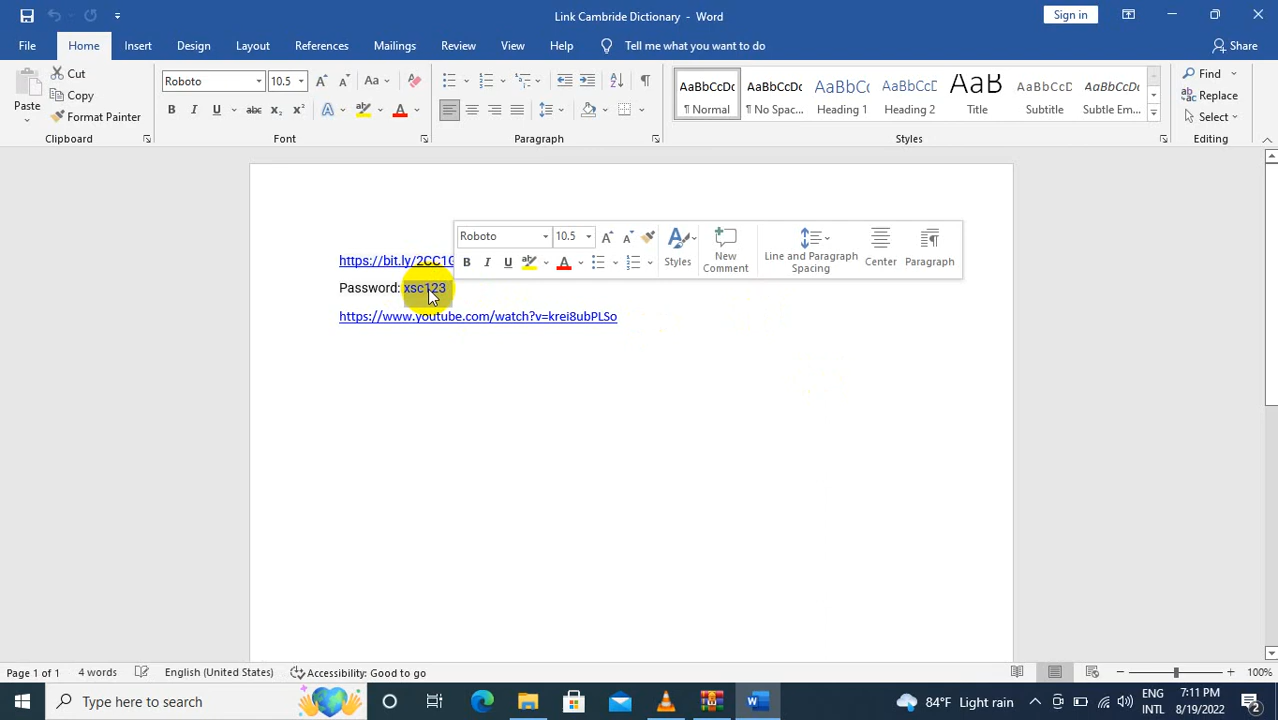 Link Cambride Dictionary - Word
Sign in
File Home Insert Design Layout References Mailings Review View Help Tell me what you want to do Share
Paste
Cut
Copy
Format Painter
Clipboard
Roboto 10.5
Font
Paragraph
AaBbCcDc AaBbCcDc AaBbCc AaBbCcD AaB AaBbCcD AaBbCcDc
¶ Normal ¶ No Spac... Heading 1 Heading 2 Title Subtitle Subtle Em...
Styles
Find
Replace
Select
Editing
Roboto 10.5
Styles
New Comment
Line and Paragraph Spacing
Center
Paragraph
https://bit.ly/2CC1
Password: xsc123
https://www.youtube.com/watch?v=krei8ubPLSo
Page 1 of 1 4 words English (United States) Accessibility: Good to go 100%
Type here to search
84°F Light rain
ENG
INTL
7:11 PM
8/19/2022
2